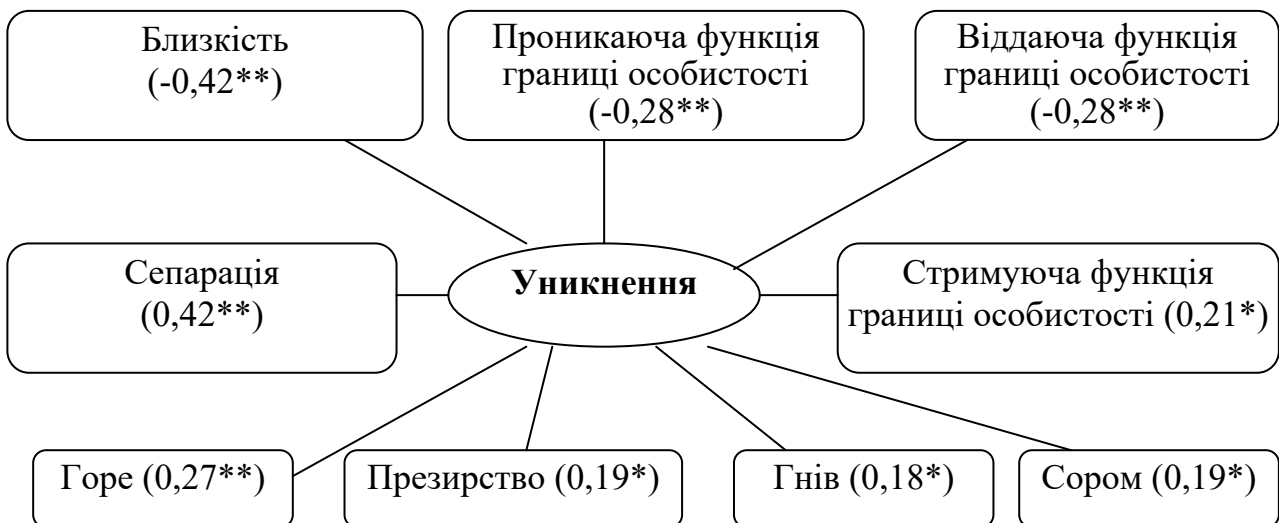 Близкість
(-0,42**)
Проникаюча функція
границі особистості
(-0,28**)
Віддаюча функція
границі особистості
(-0,28**)
Сепарація
(0,42**)
Уникнення
Стримуюча функція
границі особистості (0,21*)
Горе (0,27**)
Презирство (0,19*)
Гнів (0,18*)
Сором (0,19*)